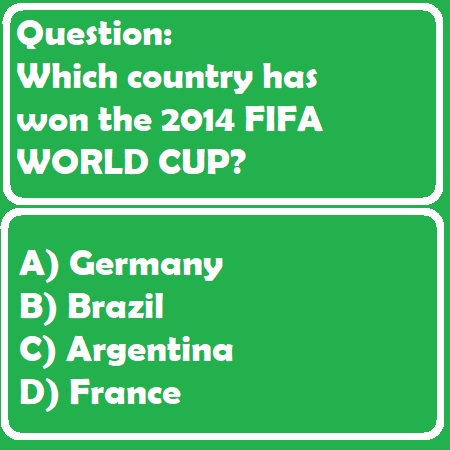 Question:
Which country has
won the 2014 FIFA
WORLD CUP?
A) Germany
B) Brazil
C) Argentina
D) France